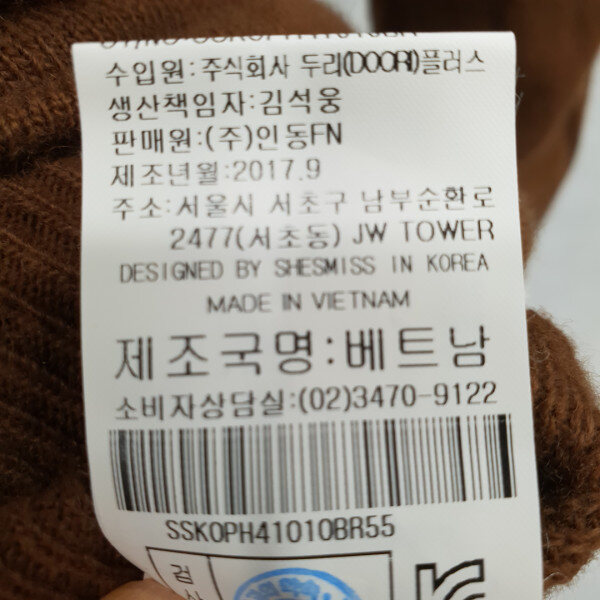 수입원:주식회사 두리(DOORI)플러스
생산책임자:김석웅
판매원:(주)인동FN
제조년월:2017.9
주소:서울시 서초구 남부순환로
2477(서초동) JW TOWER
DESIGNED BY SHESMISS IN KOREA
MADE IN VIETNAM
제조국명:베트남
소비자상담실:(02)3470-9122
SSKOPH41010BR55
검